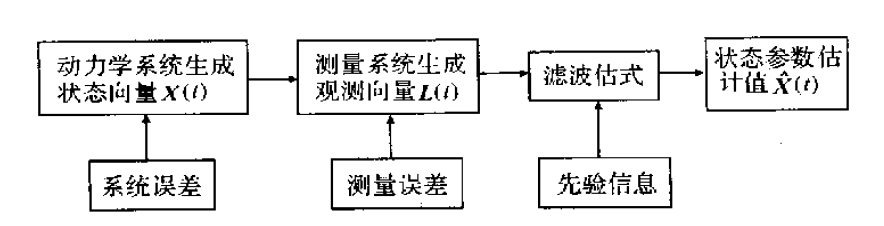 动力学系统生成
状态向量X(t)
测量系统生成
观测向量L(t)
滤波估式
状态参数估
计值X̂(t)
系统误差
测量误差
先验信息